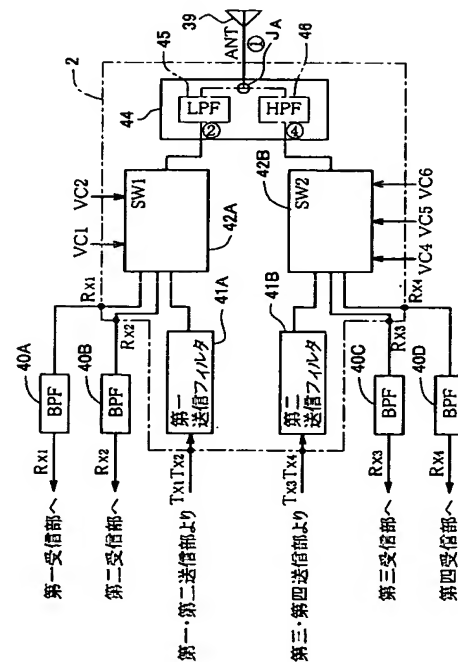 39
ANT
①
JA
2
45
46
44
LPF
HPF
②
④
VC2
VC1
SW1
42A
42B
SW2
VC6
VC5
VC4
RX1
RX2
41A
第一送信フィルタ
41B
第二送信フィルタ
RX3
RX4
40A
BPF
40B
BPF
40C
BPF
40D
BPF
RX1
RX2
TX1TX2
TX3TX4
RX3
RX4
第一受信部へ
第二受信部へ
第一・第二送信部より
第三・第四送信部より
第三受信部へ
第四受信部へ